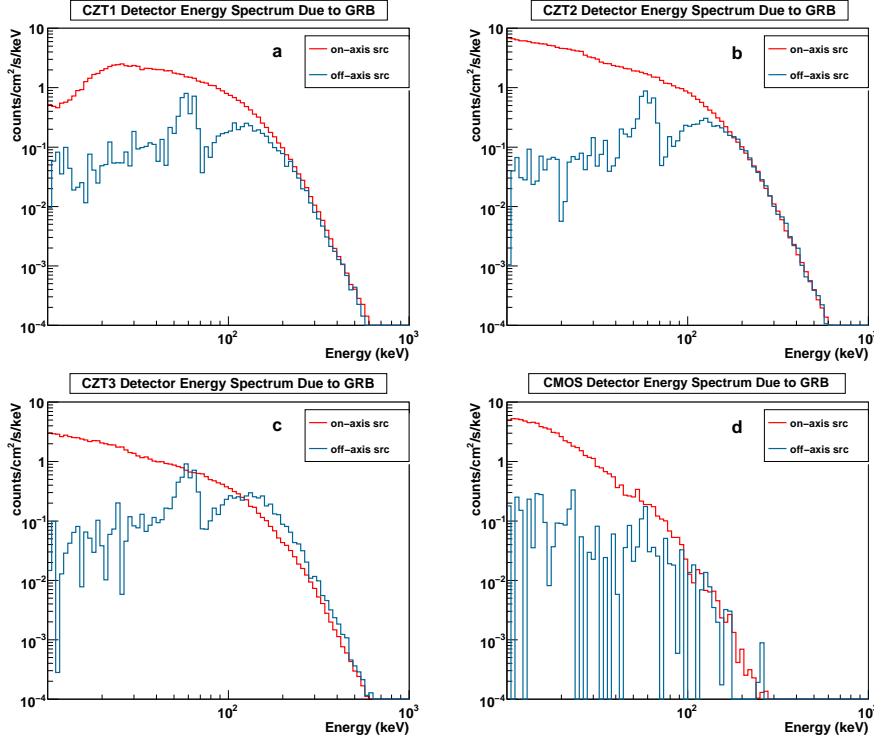 CZT1 Detector Energy Spectrum Due to GRB
counts/cm²/s/keV
10
1
10⁻¹
10⁻²
10⁻³
10⁻⁴
a
on-axis src
off-axis src
10²
10³
Energy (keV)
CZT2 Detector Energy Spectrum Due to GRB
counts/cm²/s/keV
10
1
10⁻¹
10⁻²
10⁻³
10⁻⁴
b
on-axis src
off-axis src
10²
10³
Energy (keV)
CZT3 Detector Energy Spectrum Due to GRB
counts/cm²/s/keV
10
1
10⁻¹
10⁻²
10⁻³
10⁻⁴
c
on-axis src
off-axis src
10²
10³
Energy (keV)
CMOS Detector Energy Spectrum Due to GRB
counts/cm²/s/keV
10
1
10⁻¹
10⁻²
10⁻³
10⁻⁴
d
on-axis src
off-axis src
10²
10³
Energy (keV)